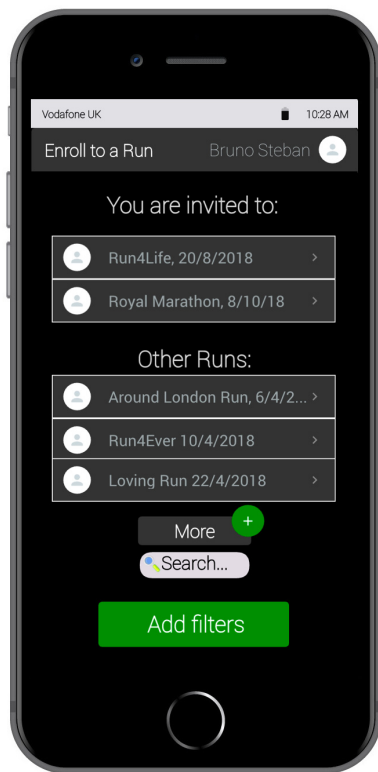 Vodafone UK 10:28 AM
Enroll to a Run Bruno Steban
You are invited to:
Run4Life, 20/8/2018
Royal Marathon, 8/10/18
Other Runs:
Around London Run, 6/4/2...
Run4Ever 10/4/2018
Loving Run 22/4/2018
More +
Search...
Add filters